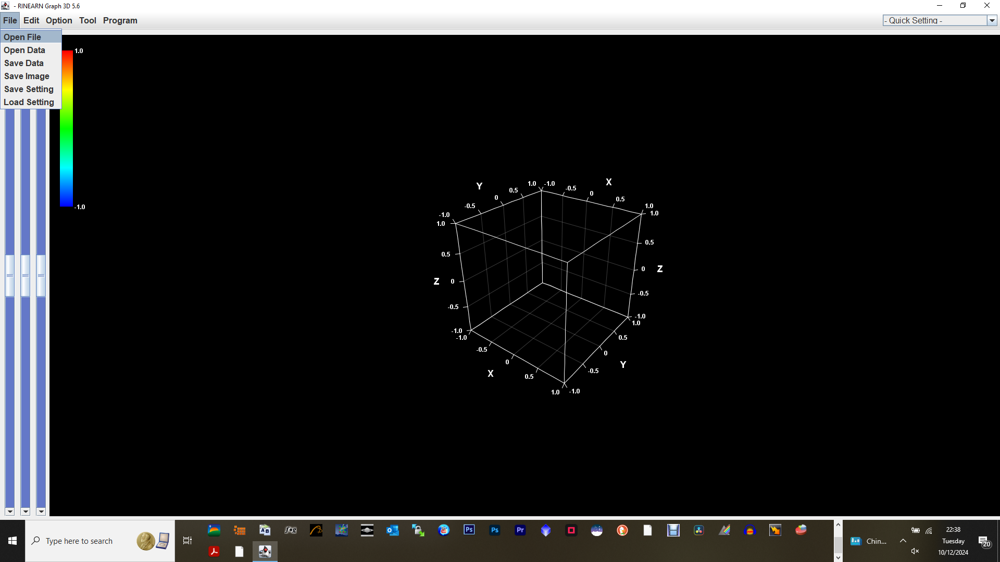 - RINEARN Graph 3D 5.6
File Edit Option Tool Program
- Quick Setting -
Open File
Open Data
Save Data
Save Image
Save Setting
Load Setting
1.0
-1.0
Y
X
1.0 -1.0
0.5
-0.5
0
0
-0.5
0.5
-1.0
1.0
1.0
1.0
0.5
0.5
Z
0
0
Z
-0.5
-0.5
-1.0
-1.0
-1.0
1.0
-0.5
0.5
0
0
X
Y
0.5
-0.5
1.0
-1.0
Type here to search
AB
f•g
Ps
Ps
Pr
Chin...
22:38
Tuesday
10/12/2024
20